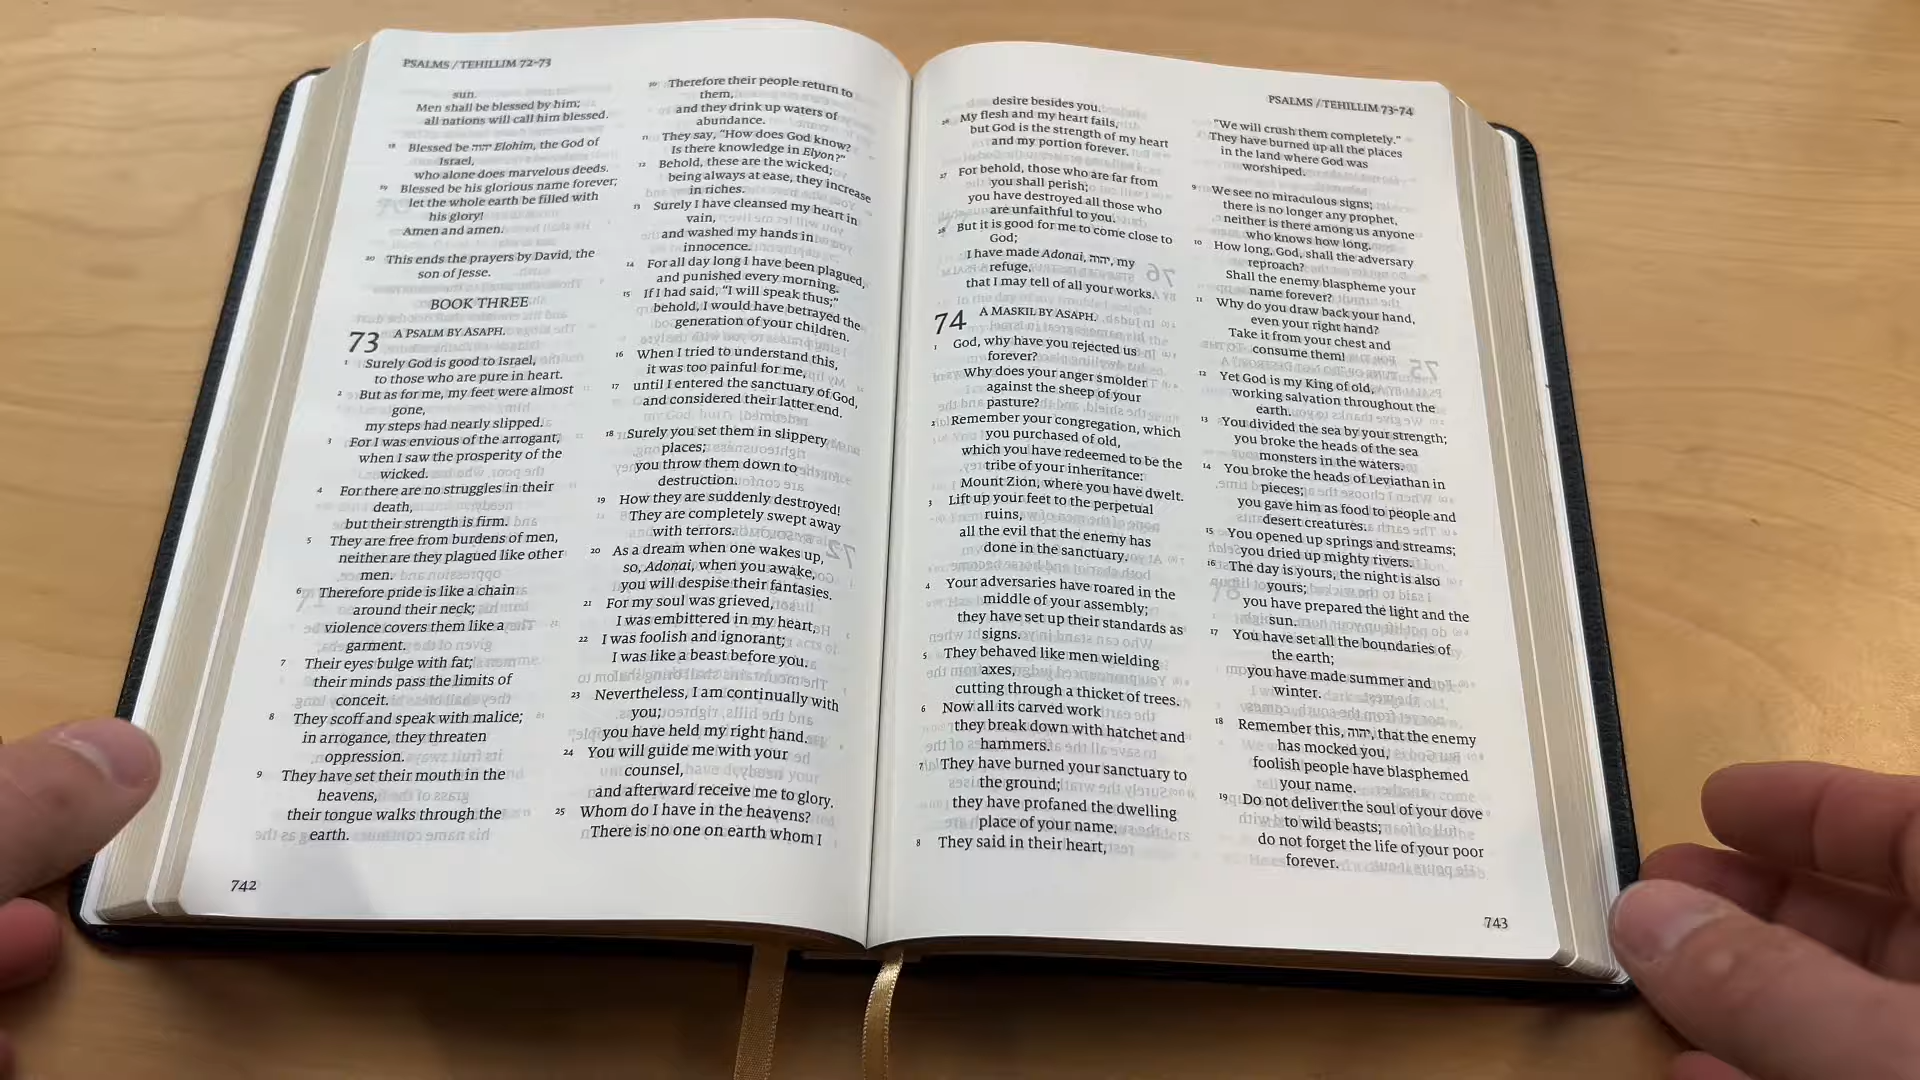 PSALMS / TEHILLIM 72-73
sun.
Men shall be blessed by him;
all nations will call him blessed.
18 Blessed be יהוה Elohim, the God of
Israel,
who alone does marvelous deeds.
19 Blessed be his glorious name forever;
let the whole earth be filled with
his glory!
Amen and amen.
20 This ends the prayers by David, the
son of Jesse.
BOOK THREE
73 A PSALM BY ASAPH.
1 Surely God is good to Israel,
to those who are pure in heart.
2 But as for me, my feet were almost
gone,
my steps had nearly slipped.
3 For I was envious of the arrogant,
when I saw the prosperity of the
wicked.
4 For there are no struggles in their
death,
but their strength is firm.
5 They are free from burdens of men,
neither are they plagued like other
men.
6 Therefore pride is like a chain
around their neck;
violence covers them like a
garment.
7 Their eyes bulge with fat;
their minds pass the limits of
conceit.
8 They scoff and speak with malice;
in arrogance, they threaten
oppression.
9 They have set their mouth in the
heavens,
their tongue walks through the
earth.
742
10 Therefore their people return to
them,
and they drink up waters of
abundance.
11 They say, "How does God know?
Is there knowledge in Elyon?"
12 Behold, these are the wicked;
being always at ease, they increase
in riches.
13 Surely I have cleansed my heart in
vain,
and washed my hands in
innocence.
14 For all day long I have been plagued,
and punished every morning.
15 If I had said, "I will speak thus;"
behold, I would have betrayed the
generation of your children.
16 When I tried to understand this,
it was too painful for me,
17 until I entered the sanctuary of God,
and considered their latter end.
18 Surely you set them in slippery
places;
you throw them down to
destruction.
19 How they are suddenly destroyed!
They are completely swept away
with terrors.
20 As a dream when one wakes up,
so, Adonai, when you awake,
you will despise their fantasies.
21 For my soul was grieved,
I was embittered in my heart,
22 I was foolish and ignorant;
I was like a beast before you.
23 Nevertheless, I am continually with
you;
you have held my right hand.
24 You will guide me with your
counsel,
and afterward receive me to glory.
25 Whom do I have in the heavens?
There is no one on earth whom I
PSALMS / TEHILLIM 73-74
desire besides you.
26 My flesh and my heart fails,
but God is the strength of my heart
and my portion forever.
27 For behold, those who are far from
you shall perish;
you have destroyed all those who
are unfaithful to you.
28 But it is good for me to come close to
God;
I have made Adonai, יהוה, my
refuge,
that I may tell of all your works.
74 A MASKIL BY ASAPH.
1 God, why have you rejected us
forever?
Why does your anger smolder
against the sheep of your
pasture?
2 Remember your congregation, which
you purchased of old,
which you have redeemed to be the
tribe of your inheritance:
Mount Zion, where you have dwelt.
3 Lift up your feet to the perpetual
ruins,
all the evil that the enemy has
done in the sanctuary.
4 Your adversaries have roared in the
middle of your assembly;
they have set up their standards as
signs.
5 They behaved like men wielding
axes,
cutting through a thicket of trees.
6 Now all its carved work
they break down with hatchet and
hammers.
7 They have burned your sanctuary to
the ground;
they have profaned the dwelling
place of your name.
8 They said in their heart,
"We will crush them completely."
They have burned up all the places
in the land where God was
worshiped.
9 We see no miraculous signs;
there is no longer any prophet,
neither is there among us anyone
who knows how long.
10 How long, God, shall the adversary
reproach?
Shall the enemy blaspheme your
name forever?
11 Why do you draw back your hand,
even your right hand?
Take it from your chest and
consume them!
12 Yet God is my King of old,
working salvation throughout the
earth.
13 You divided the sea by your strength;
you broke the heads of the sea
monsters in the waters.
14 You broke the heads of Leviathan in
pieces;
you gave him as food to people and
desert creatures.
15 You opened up springs and streams;
you dried up mighty rivers.
16 The day is yours, the night is also
yours;
you have prepared the light and the
sun.
17 You have set all the boundaries of
the earth;
you have made summer and
winter.
18 Remember this, יהוה, that the enemy
has mocked you,
foolish people have blasphemed
your name.
19 Do not deliver the soul of your dove
to wild beasts;
do not forget the life of your poor
forever.
743